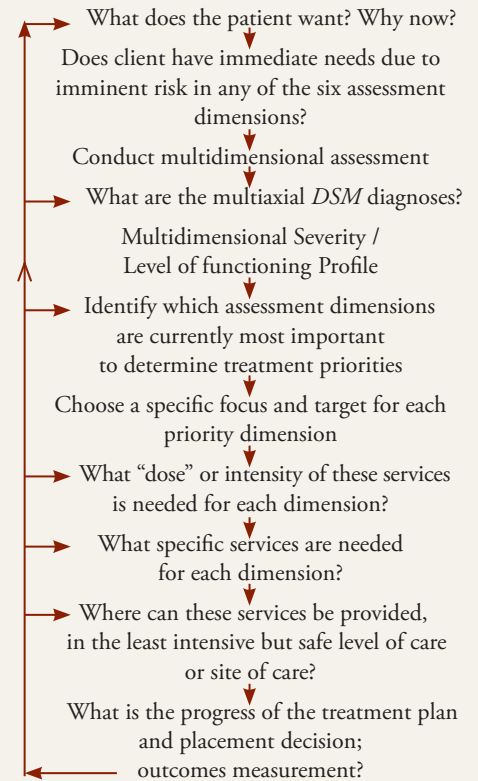 What does the patient want? Why now?
Does client have immediate needs due to
imminent risk in any of the six assessment
dimensions?
Conduct multidimensional assessment
What are the multiaxial DSM diagnoses?
Multidimensional Severity /
Level of functioning Profile
Identify which assessment dimensions
are currently most important
to determine treatment priorities
Choose a specific focus and target for each
priority dimension
What “dose” or intensity of these services
is needed for each dimension?
What specific services are needed
for each dimension?
Where can these services be provided,
in the least intensive but safe level of care
or site of care?
What is the progress of the treatment plan
and placement decision;
outcomes measurement?